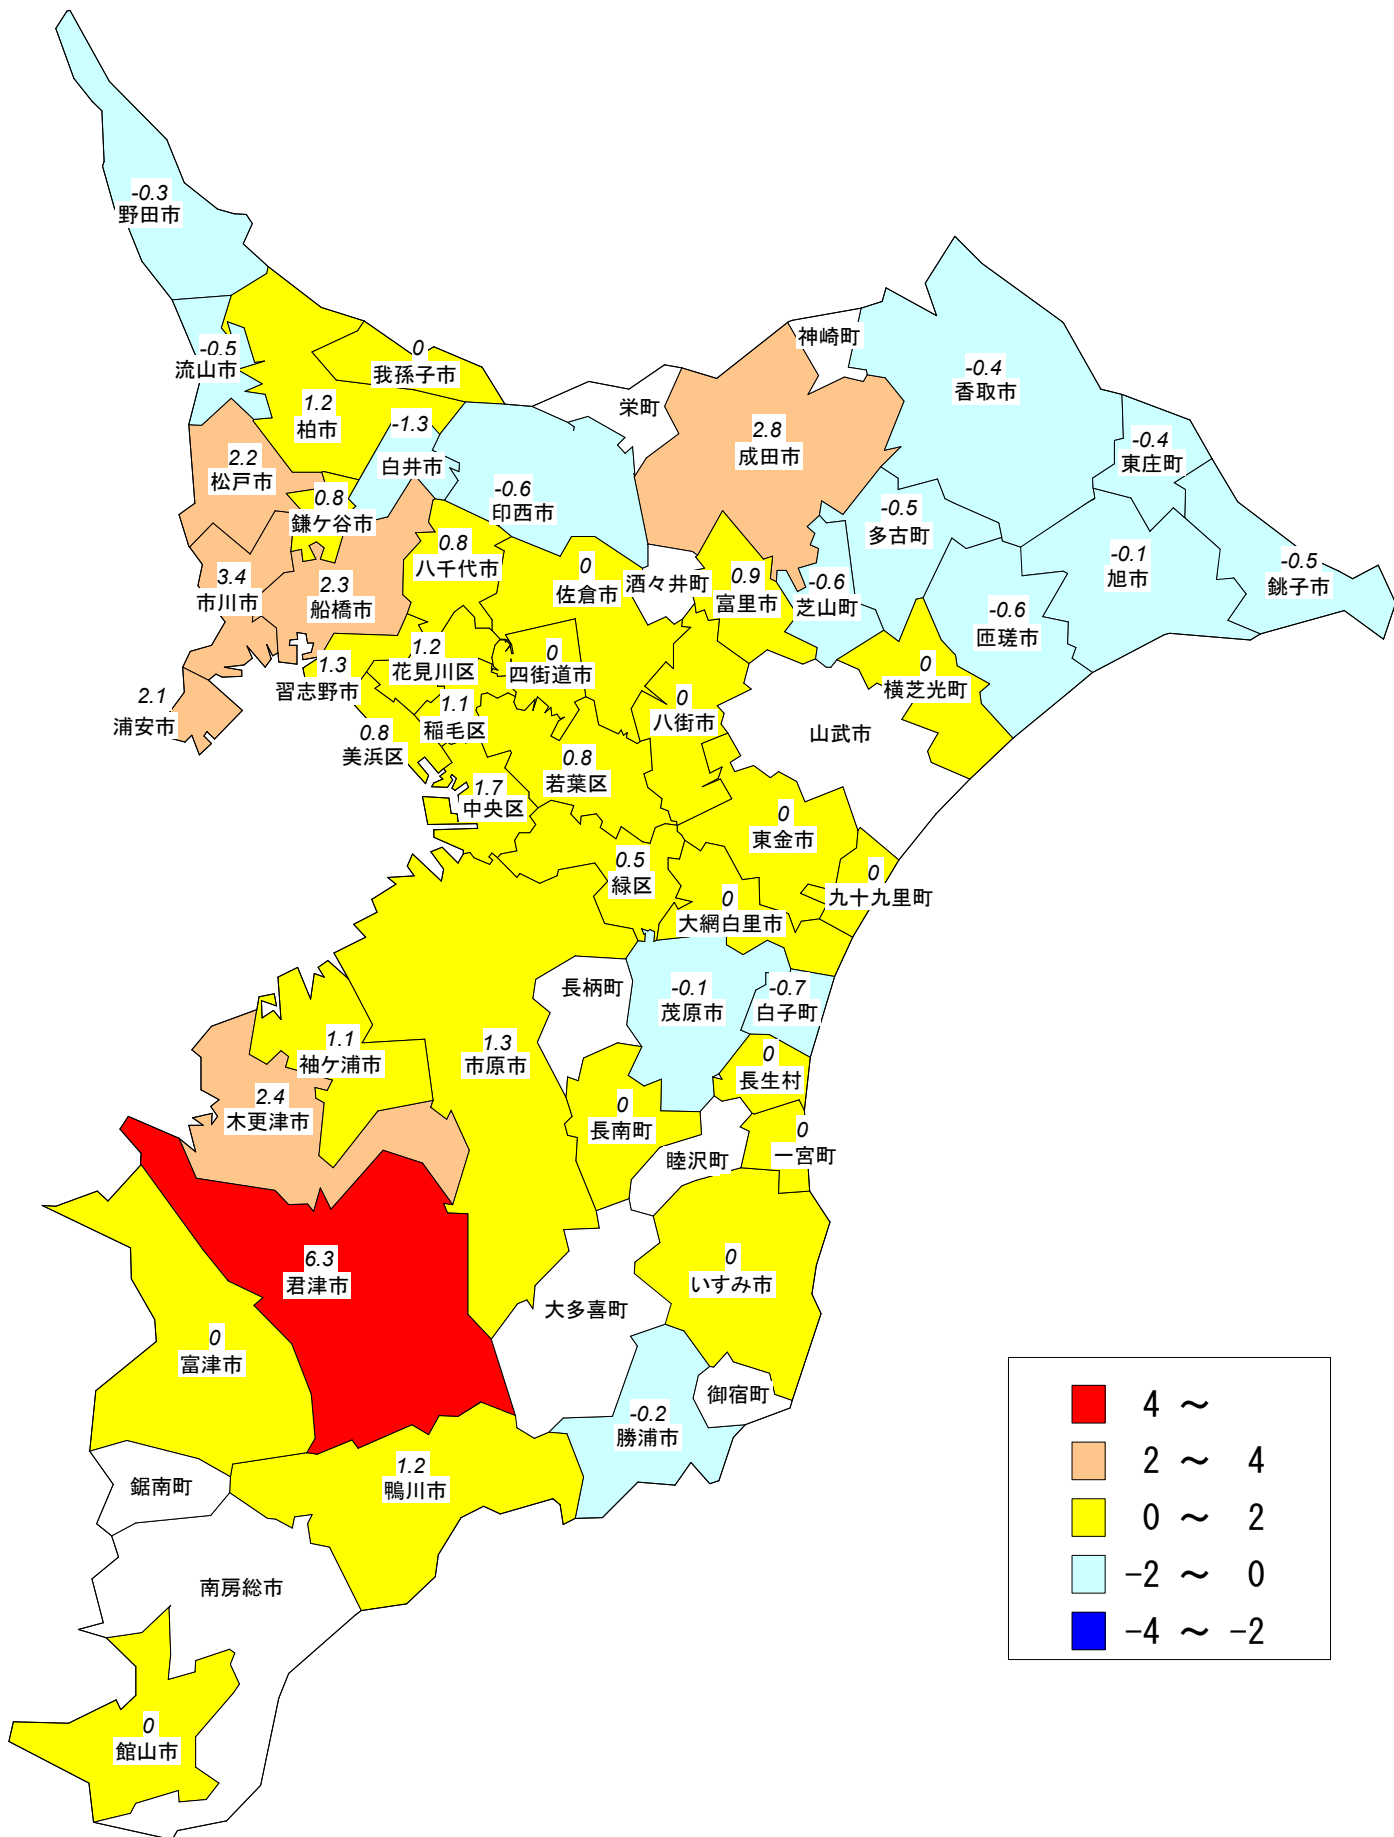 -0.3
野田市
-0.5
流山市
0
我孫子市
1.2
柏市
-1.3
白井市
栄町
神崎町
2.8
成田市
-0.4
香取市
-0.4
東庄町
2.2
松戸市
0.8
鎌ケ谷市
-0.6
印西市
-0.5
多古町
-0.1
旭市
-0.5
銚子市
3.4
市川市
2.3
船橋市
0.8
八千代市
0
佐倉市
酒々井町
0.9
富里市
-0.6
芝山町
-0.6
匝瑳市
2.1
浦安市
1.3
習志野市
1.2
花見川区
0
四街道市
0
八街市
0
横芝光町
山武市
0.8
美浜区
1.1
稲毛区
1.7
中央区
0.8
若葉区
0.5
緑区
0
東金市
0
九十九里町
0
大網白里市
長柄町
-0.1
茂原市
-0.7
白子町
1.1
袖ケ浦市
1.3
市原市
0
長生村
2.4
木更津市
0
長南町
睦沢町
0
一宮町
6.3
君津市
0
いすみ市
大多喜町
0
富津市
御宿町
-0.2
勝浦市
1.2
鴨川市
鋸南町
南房総市
0
館山市
4 ～
2 ～ 4
0 ～ 2
−2 ～ 0
−4 ～ −2